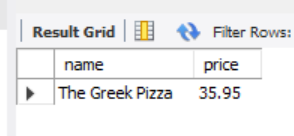 Result Grid Filter Rows:
name price
The Greek Pizza 35.95